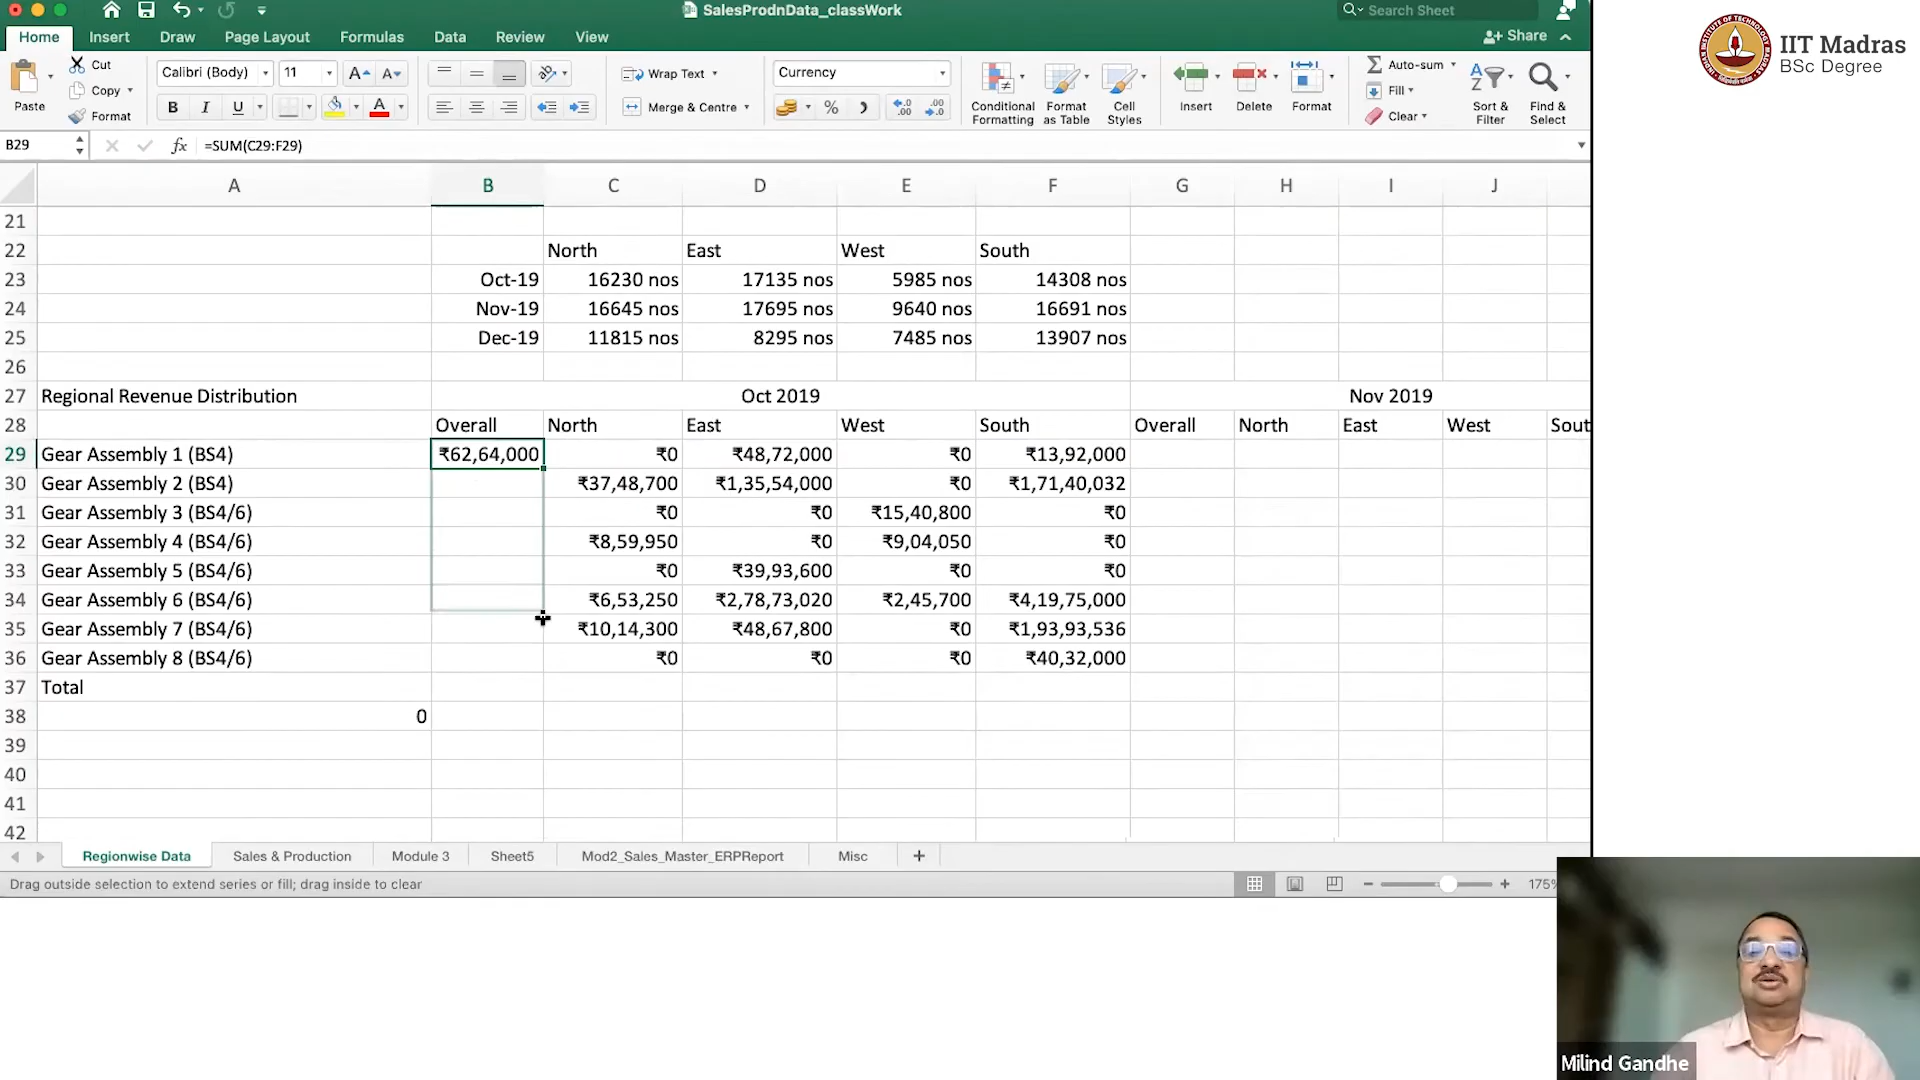 SalesProdnData_classWork
Search Sheet
Home Insert Draw Page Layout Formulas Data Review View
Share
Paste
Cut
Copy
Format
Calibri (Body) 11
B I U
Wrap Text
Merge & Centre
Currency
Conditional Formatting
Format as Table
Cell Styles
Insert
Delete
Format
Auto-sum
Fill
Clear
Sort & Filter
Find & Select
IIT Madras
BSc Degree
B29 fx =SUM(C29:F29)
A B C D E F G H I J
21
22 North East West South
23 Oct-19 16230 nos 17135 nos 5985 nos 14308 nos
24 Nov-19 16645 nos 17695 nos 9640 nos 16691 nos
25 Dec-19 11815 nos 8295 nos 7485 nos 13907 nos
26
27 Regional Revenue Distribution Oct 2019 Nov 2019
28 Overall North East West South Overall North East West Sout
29 Gear Assembly 1 (BS4) ₹62,64,000 ₹0 ₹48,72,000 ₹0 ₹13,92,000
30 Gear Assembly 2 (BS4) ₹37,48,700 ₹1,35,54,000 ₹0 ₹1,71,40,032
31 Gear Assembly 3 (BS4/6) ₹0 ₹0 ₹15,40,800 ₹0
32 Gear Assembly 4 (BS4/6) ₹8,59,950 ₹0 ₹9,04,050 ₹0
33 Gear Assembly 5 (BS4/6) ₹0 ₹39,93,600 ₹0 ₹0
34 Gear Assembly 6 (BS4/6) ₹6,53,250 ₹2,78,73,020 ₹2,45,700 ₹4,19,75,000
35 Gear Assembly 7 (BS4/6) ₹10,14,300 ₹48,67,800 ₹0 ₹1,93,93,536
36 Gear Assembly 8 (BS4/6) ₹0 ₹0 ₹0 ₹40,32,000
37 Total
38 0
39
40
41
42
Regionwise Data Sales & Production Module 3 Sheet5 Mod2_Sales_Master_ERPReport Misc +
Drag outside selection to extend series or fill; drag inside to clear
175%
Milind Gandhe